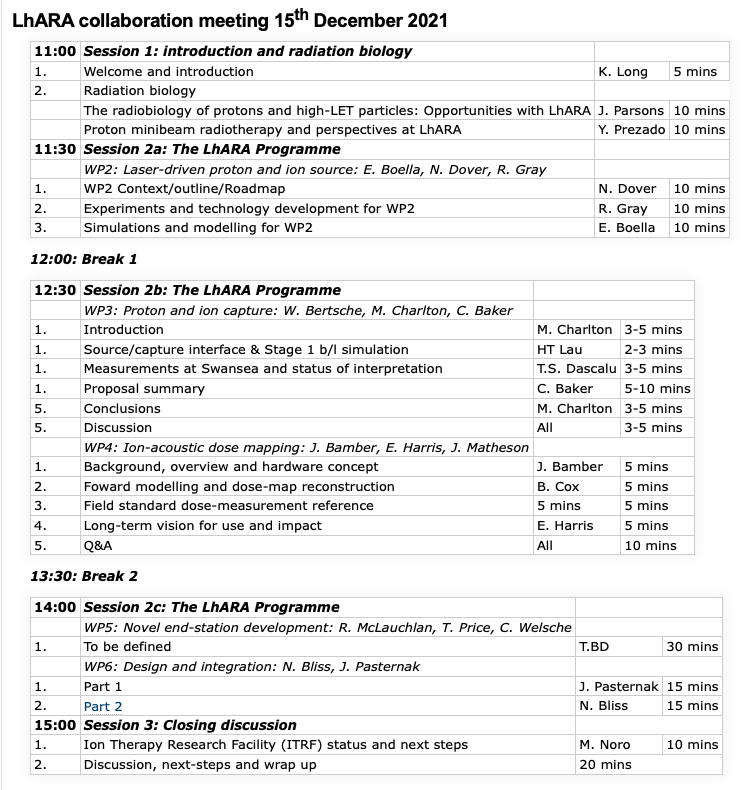 LhARA collaboration meeting 15th December 2021
11:00 Session 1: introduction and radiation biology
1. Welcome and introduction K. Long 5 mins
2. Radiation biology
The radiobiology of protons and high-LET particles: Opportunities with LhARA J. Parsons 10 mins
Proton minibeam radiotherapy and perspectives at LhARA Y. Prezado 10 mins
11:30 Session 2a: The LhARA Programme
WP2: Laser-driven proton and ion source: E. Boella, N. Dover, R. Gray
1. WP2 Context/outline/Roadmap N. Dover 10 mins
2. Experiments and technology development for WP2 R. Gray 10 mins
3. Simulations and modelling for WP2 E. Boella 10 mins
12:00: Break 1
12:30 Session 2b: The LhARA Programme
WP3: Proton and ion capture: W. Bertsche, M. Charlton, C. Baker
1. Introduction M. Charlton 3-5 mins
1. Source/capture interface & Stage 1 b/l simulation HT Lau 2-3 mins
1. Measurements at Swansea and status of interpretation T.S. Dascalu 3-5 mins
1. Proposal summary C. Baker 5-10 mins
5. Conclusions M. Charlton 3-5 mins
5. Discussion All 3-5 mins
WP4: Ion-acoustic dose mapping: J. Bamber, E. Harris, J. Matheson
1. Background, overview and hardware concept J. Bamber 5 mins
2. Foward modelling and dose-map reconstruction B. Cox 5 mins
3. Field standard dose-measurement reference 5 mins 5 mins
4. Long-term vision for use and impact E. Harris 5 mins
5. Q&A All 10 mins
13:30: Break 2
14:00 Session 2c: The LhARA Programme
WP5: Novel end-station development: R. McLauchlan, T. Price, C. Welsche
1. To be defined T.BD 30 mins
WP6: Design and integration: N. Bliss, J. Pasternak
1. Part 1 J. Pasternak 15 mins
2. Part 2 N. Bliss 15 mins
15:00 Session 3: Closing discussion
1. Ion Therapy Research Facility (ITRF) status and next steps M. Noro 10 mins
2. Discussion, next-steps and wrap up 20 mins